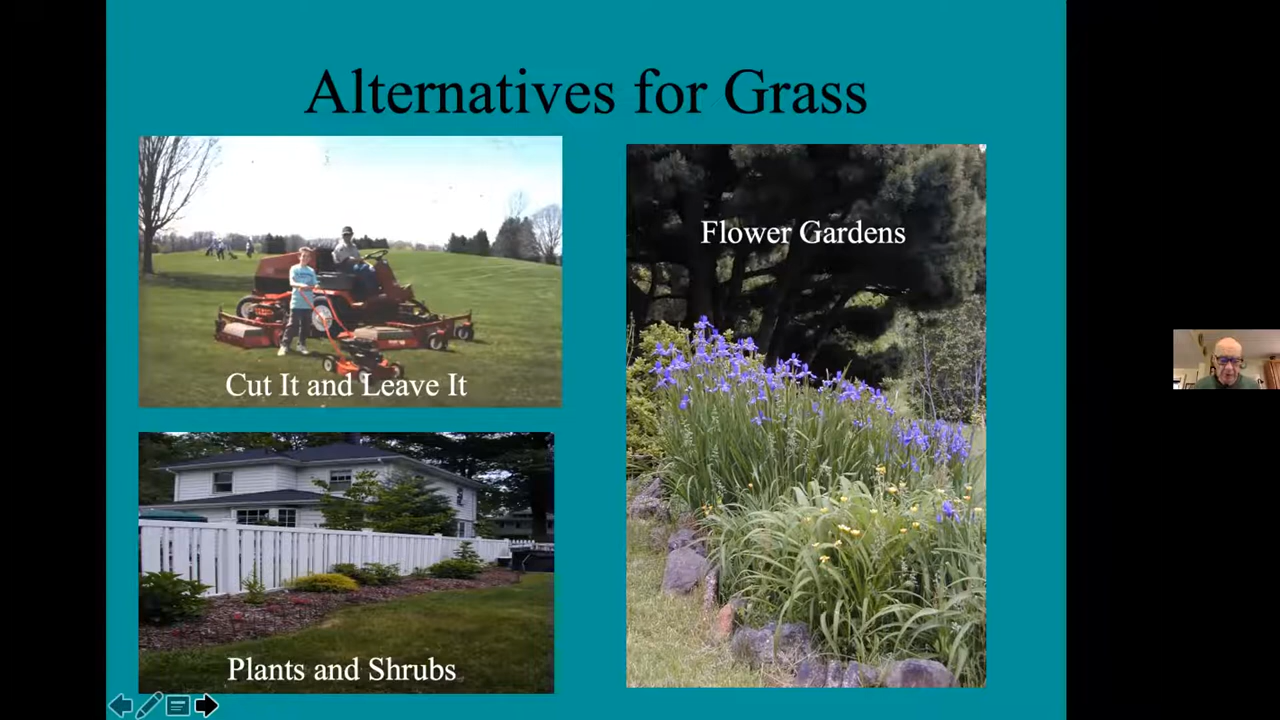 Alternatives for Grass
Cut It and Leave It
Flower Gardens
Plants and Shrubs